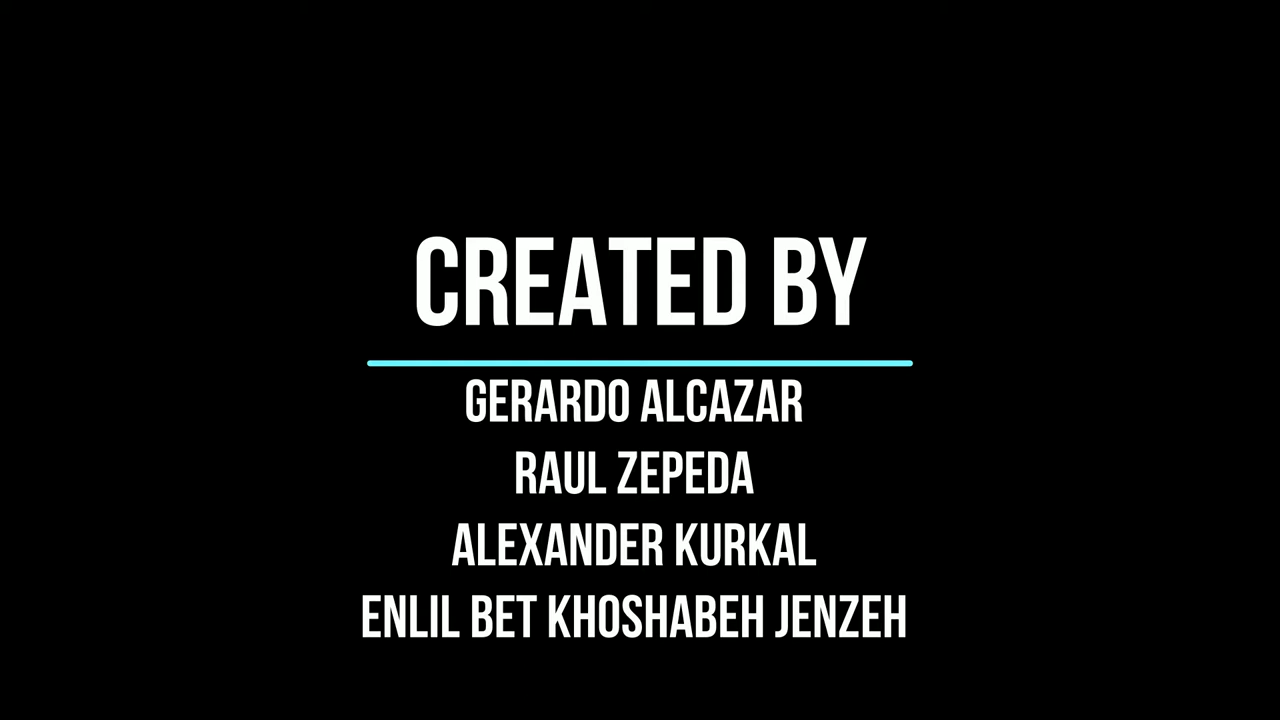 CREATED BY
GERARDO ALCAZAR
RAUL ZEPEDA
ALEXANDER KURKAL
ENLIL BET KHOSHABEH JENZEH